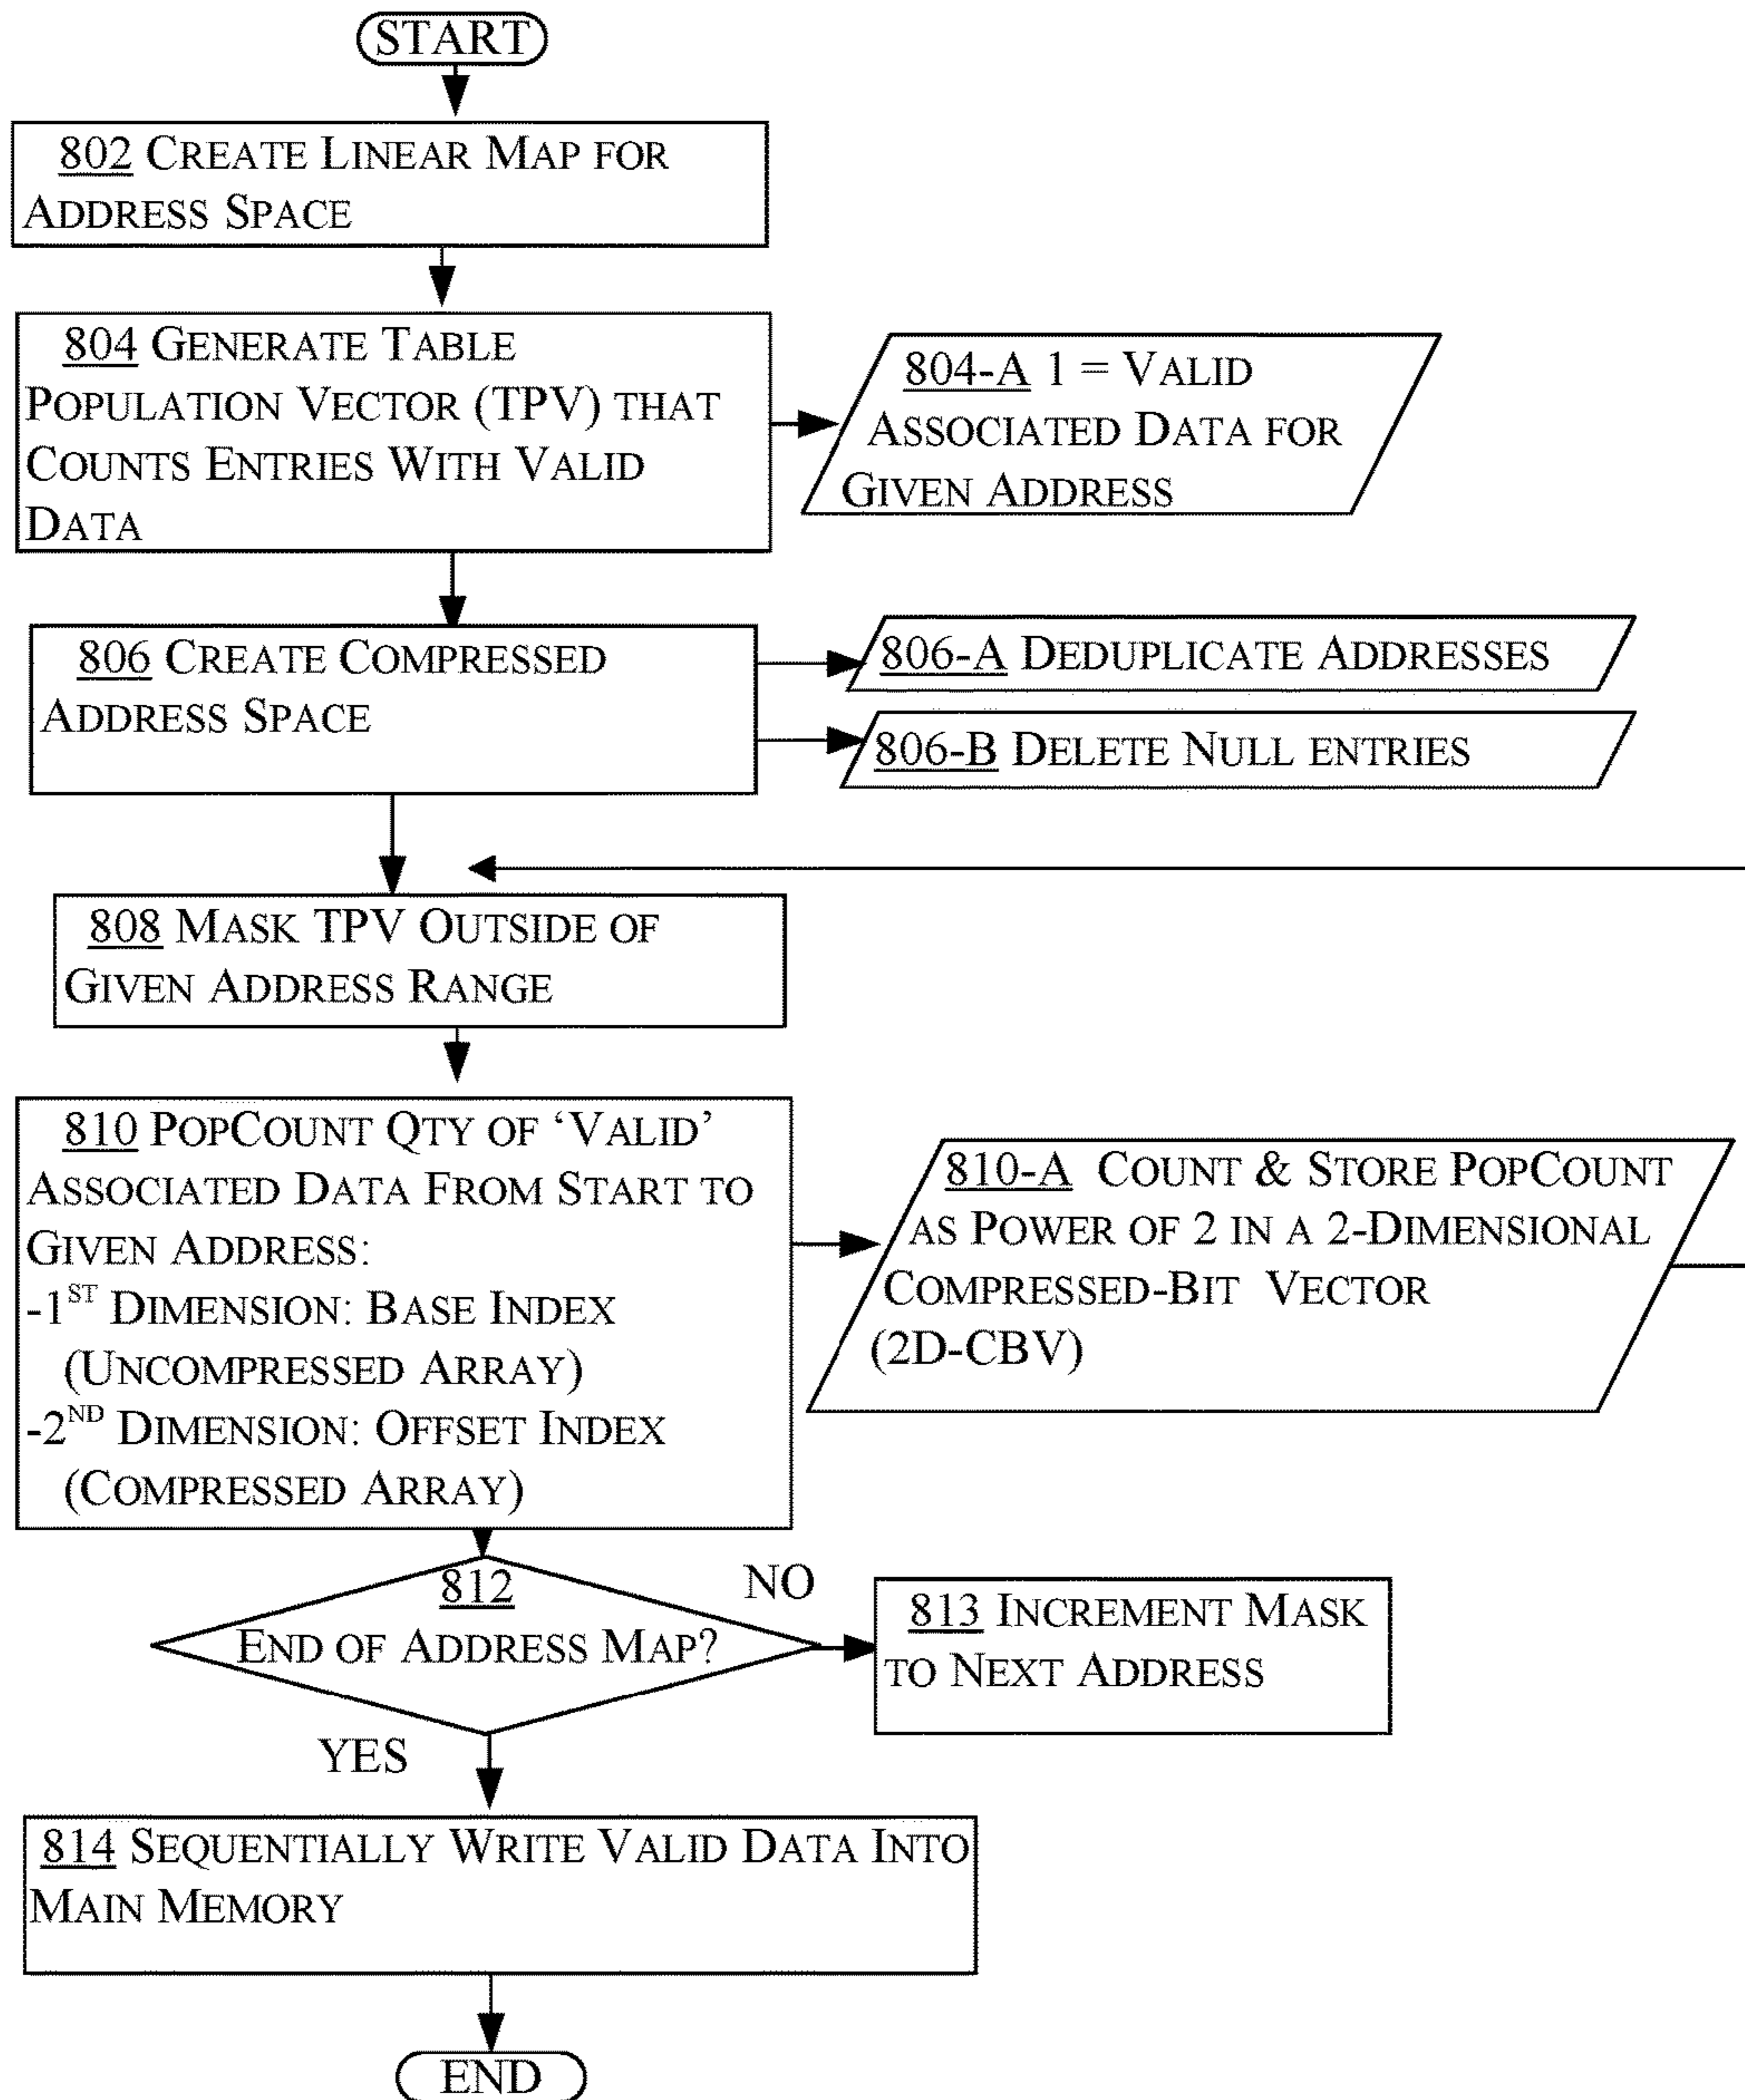 START
802 CREATE LINEAR MAP FOR
ADDRESS SPACE
804 GENERATE TABLE
POPULATION VECTOR (TPV) THAT
COUNTS ENTRIES WITH VALID
DATA
804-A 1 = VALID
ASSOCIATED DATA FOR
GIVEN ADDRESS
806 CREATE COMPRESSED
ADDRESS SPACE
806-A DEDUPLICATE ADDRESSES
806-B DELETE NULL ENTRIES
808 MASK TPV OUTSIDE OF
GIVEN ADDRESS RANGE
810 POPCOUNT QTY OF ‘VALID’
ASSOCIATED DATA FROM START TO
GIVEN ADDRESS:
-1ST DIMENSION: BASE INDEX
(UNCOMPRESSED ARRAY)
-2ND DIMENSION: OFFSET INDEX
(COMPRESSED ARRAY)
810-A COUNT & STORE POPCOUNT
AS POWER OF 2 IN A 2-DIMENSIONAL
COMPRESSED-BIT VECTOR
(2D-CBV)
812
END OF ADDRESS MAP?
NO
813 INCREMENT MASK
TO NEXT ADDRESS
YES
814 SEQUENTIALLY WRITE VALID DATA INTO
MAIN MEMORY
END